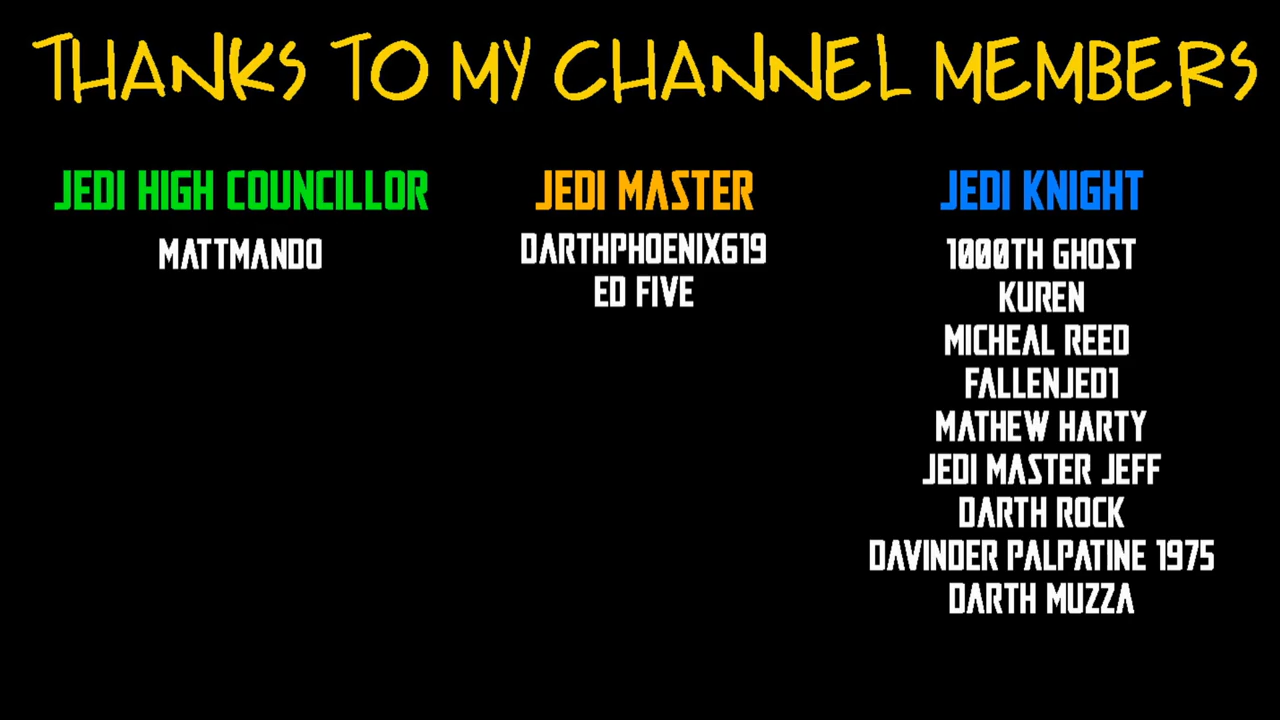 THANKS TO MY CHANNEL MEMBERS
JEDI HIGH COUNCILLOR
MATTMANDO
JEDI MASTER
DARTHPHOENIX619
ED FIVE
JEDI KNIGHT
1000TH GHOST
KUREN
MICHEAL REED
FALLENJED1
MATHEW HARTY
JEDI MASTER JEFF
DARTH ROCK
DAVINDER PALPATINE 1975
DARTH MUZZA